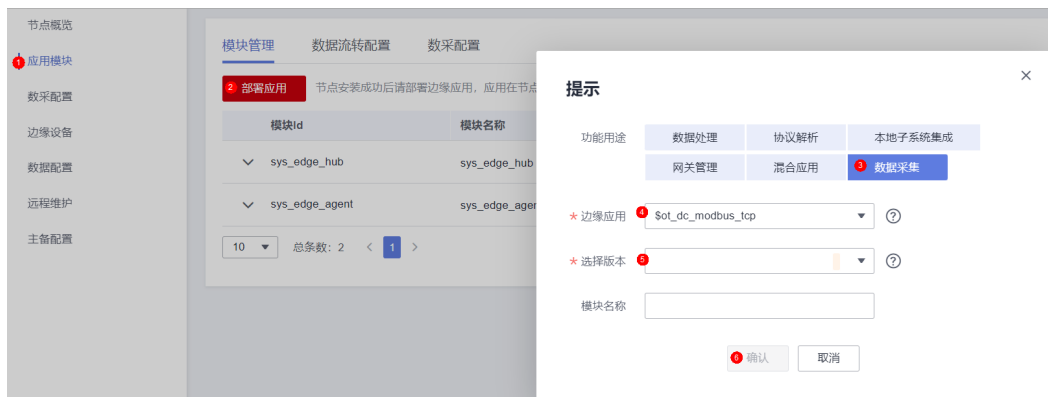 节点概览
1 应用模块
数采配置
边缘设备
数据配置
远程维护
主备配置
模块管理 数据流转配置 数采配置
2 部署应用 节点安装成功后请部署边缘应用，应用在节点
模块Id 模块名称
sys_edge_hub sys_edge_hub
sys_edge_agent sys_edge_ager
10 总条数：2 < 1 >
提示 ×
功能用途 数据处理 协议解析 本地子系统集成
网关管理 混合应用 3 数据采集
* 边缘应用 4 $ot_dc_modbus_tcp ?
* 选择版本 5 ?
模块名称
6 确认 取消